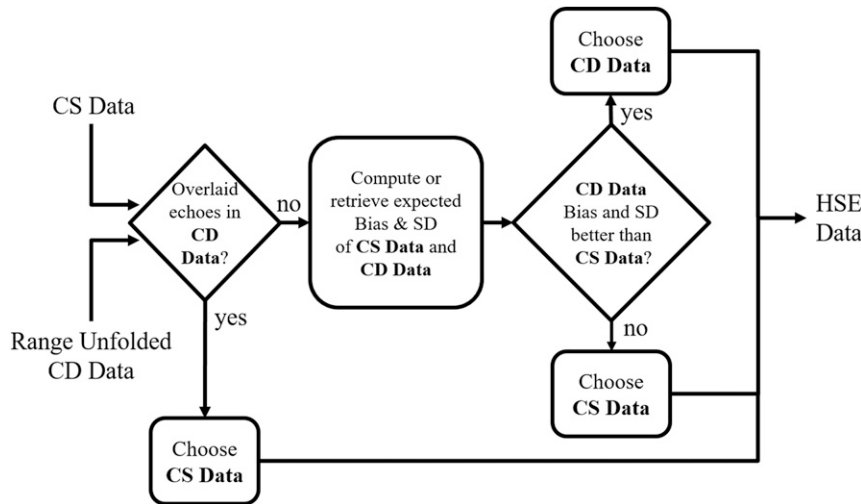 CS Data
Range Unfolded
CD Data
Overlaid
echoes in
CD
Data?
no
yes
Choose
CS Data
Compute or
retrieve expected
Bias & SD
of CS Data and
CD Data
CD Data
Bias and SD
better than
CS Data?
yes
Choose
CD Data
no
Choose
CS Data
HSE
Data